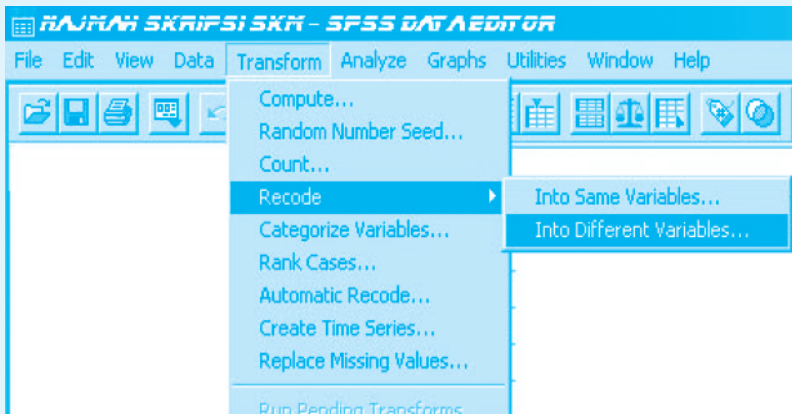 NAJMAH SKRIPSI SKM - SPSS DATA EDITOR
File Edit View Data Transform Analyze Graphs Utilities Window Help
Compute...
Random Number Seed...
Count...
Recode
Into Same Variables...
Into Different Variables...
Categorize Variables...
Rank Cases...
Automatic Recode...
Create Time Series...
Replace Missing Values...
Run Pending Transforms